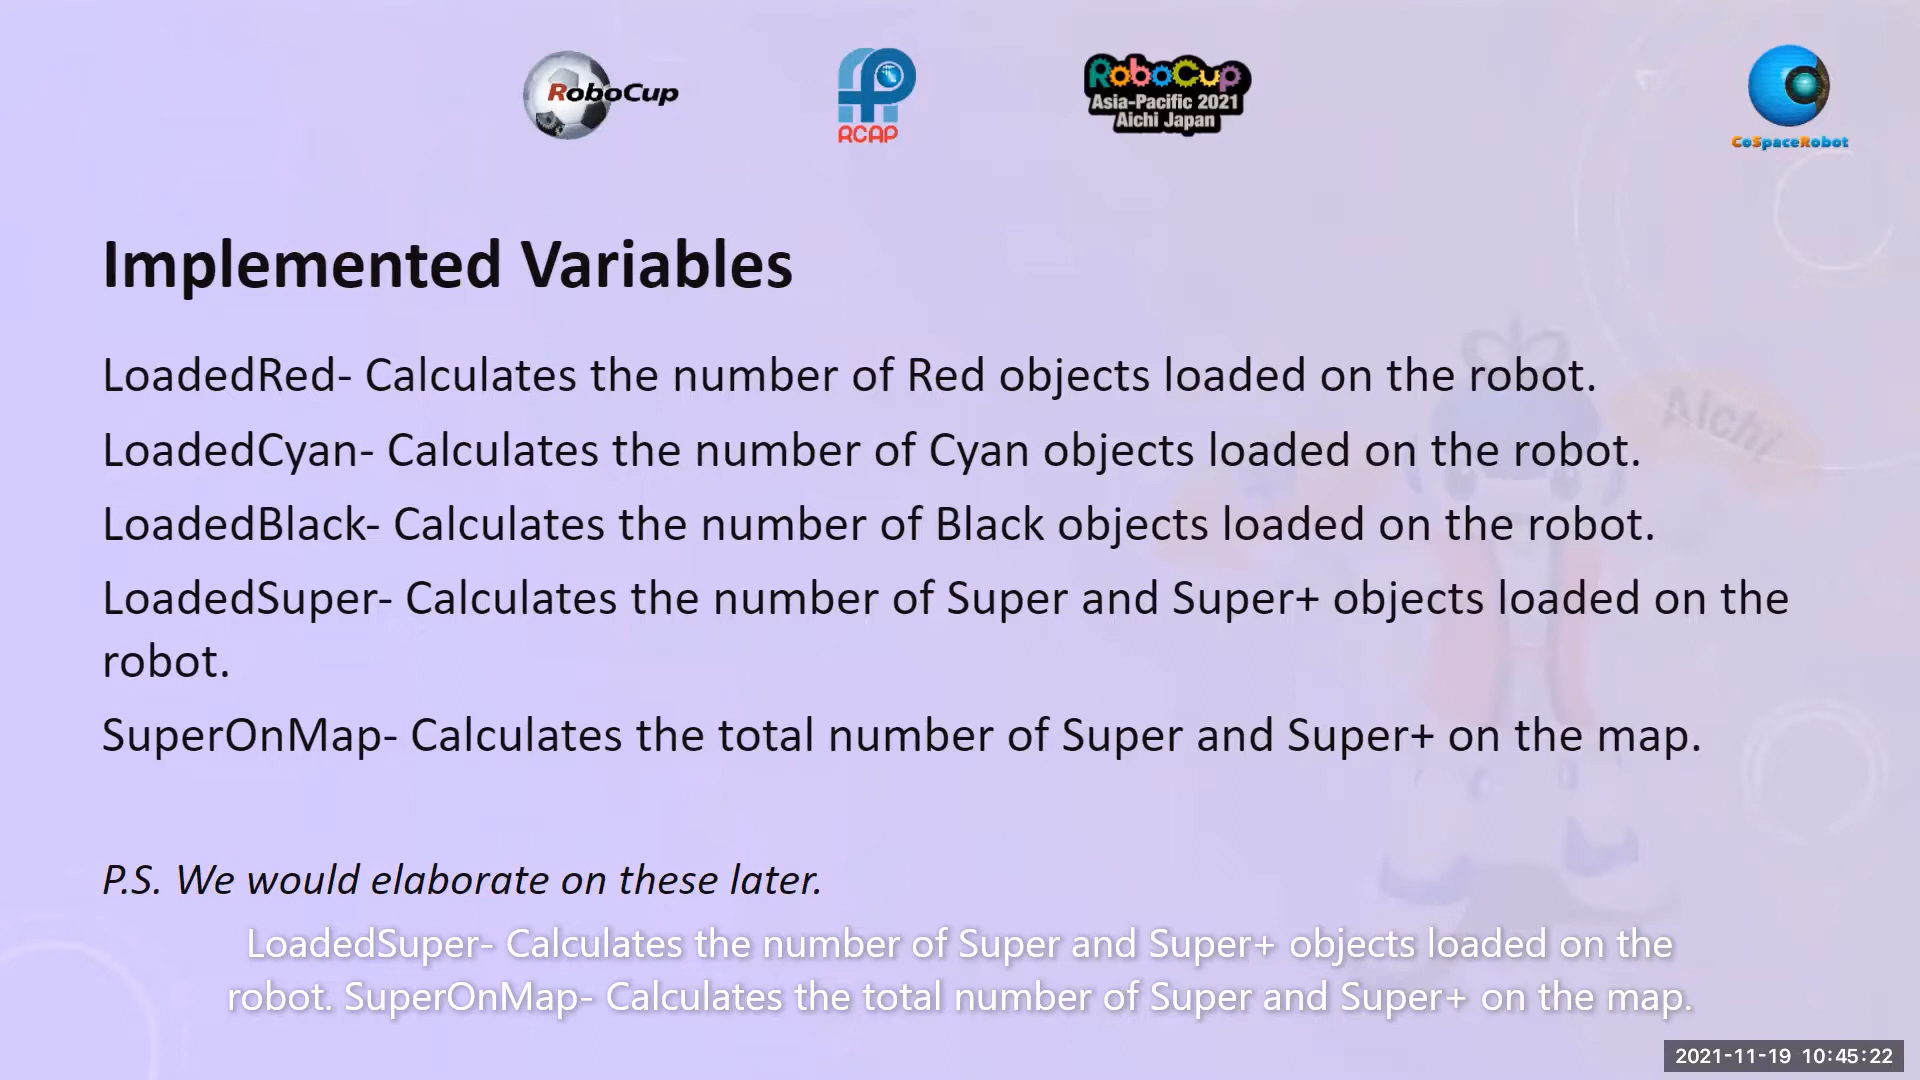 RoboCup
RCAP
RoboCup
Asia-Pacific 2021
Aichi Japan
CoSpaceRobot
Implemented Variables
LoadedRed- Calculates the number of Red objects loaded on the robot.
Aichi
LoadedCyan- Calculates the number of Cyan objects loaded on the robot.
LoadedBlack- Calculates the number of Black objects loaded on the robot.
LoadedSuper- Calculates the number of Super and Super+ objects loaded on the
robot.
SuperOnMap- Calculates the total number of Super and Super+ on the map.
P.S. We would elaborate on these later.
LoadedSuper- Calculates the number of Super and Super+ objects loaded on the
robot. SuperOnMap- Calculates the total number of Super and Super+ on the map.
2021-11-19 10:45:22